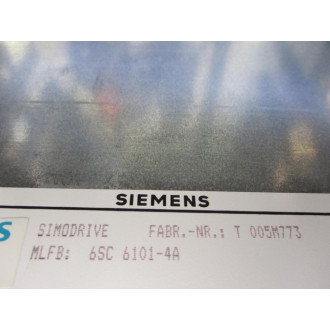 SIEMENS
SIMODRIVE FABR.-NR.: T 005M773
S
MLFB: 6SC 6101-4A